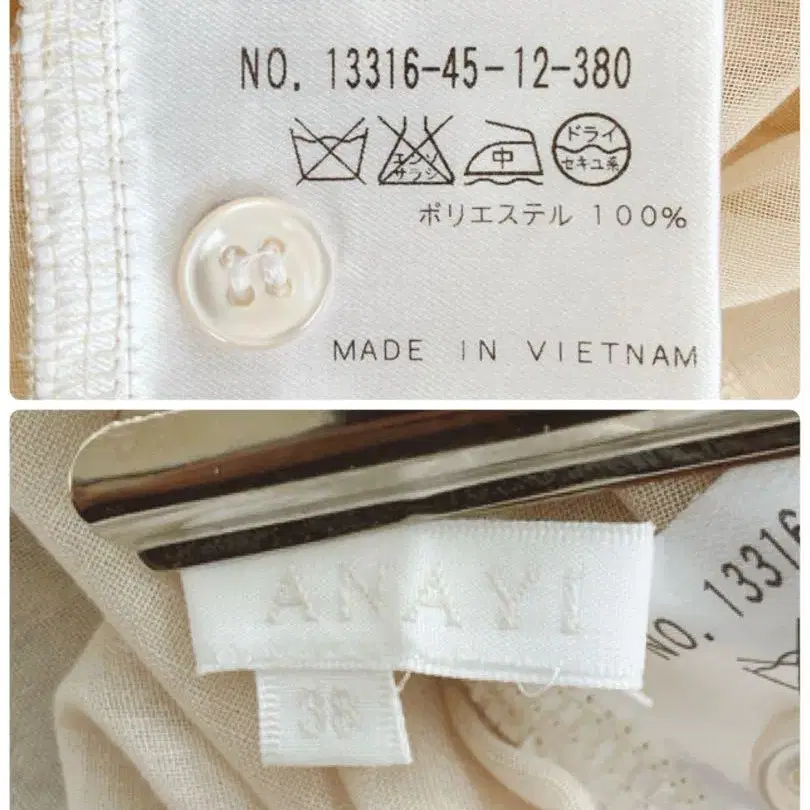 NO. 13316-45-12-380
エンソ
サラシ
中
ドライ
セキユ系
ポリエステル 100%
MADE IN VIETNAM
ANAYI
38
NO. 13316